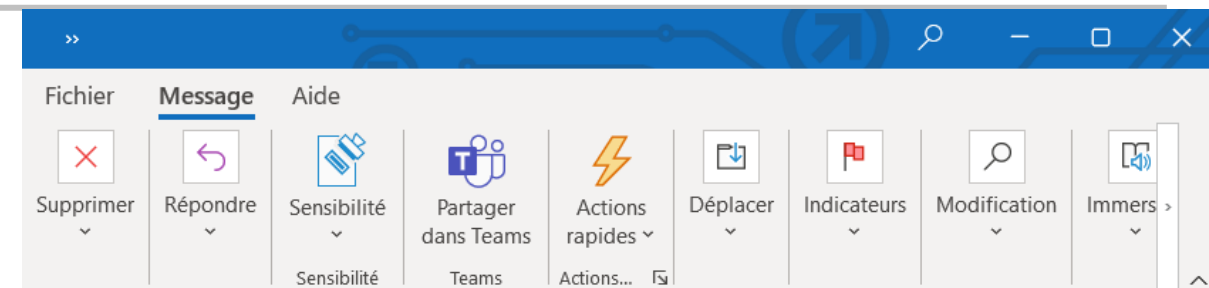 ››
Fichier Message Aide
Supprimer Répondre Sensibilité Partager dans Teams Actions rapides Déplacer Indicateurs Modification Immers ›
Sensibilité Teams Actions...